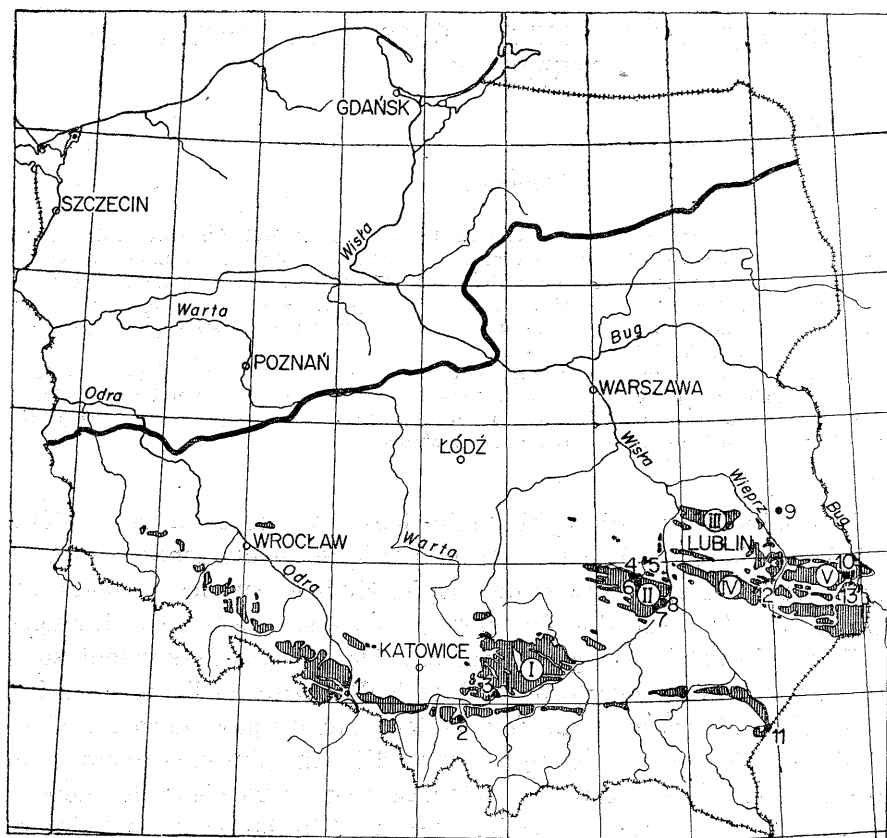 GDAŃSK
SZCZECIN
Wisła
Warta
Bug
POZNAŃ
WARSZAWA
Odra
ŁÓDŹ
Wisła
Wieprz
Bug
9
III
WROCŁAW
Warta
LUBLIN
Odra
4
5
10
V
6
II
IV
12
13
8
7
KATOWICE
I
3
1
2
11